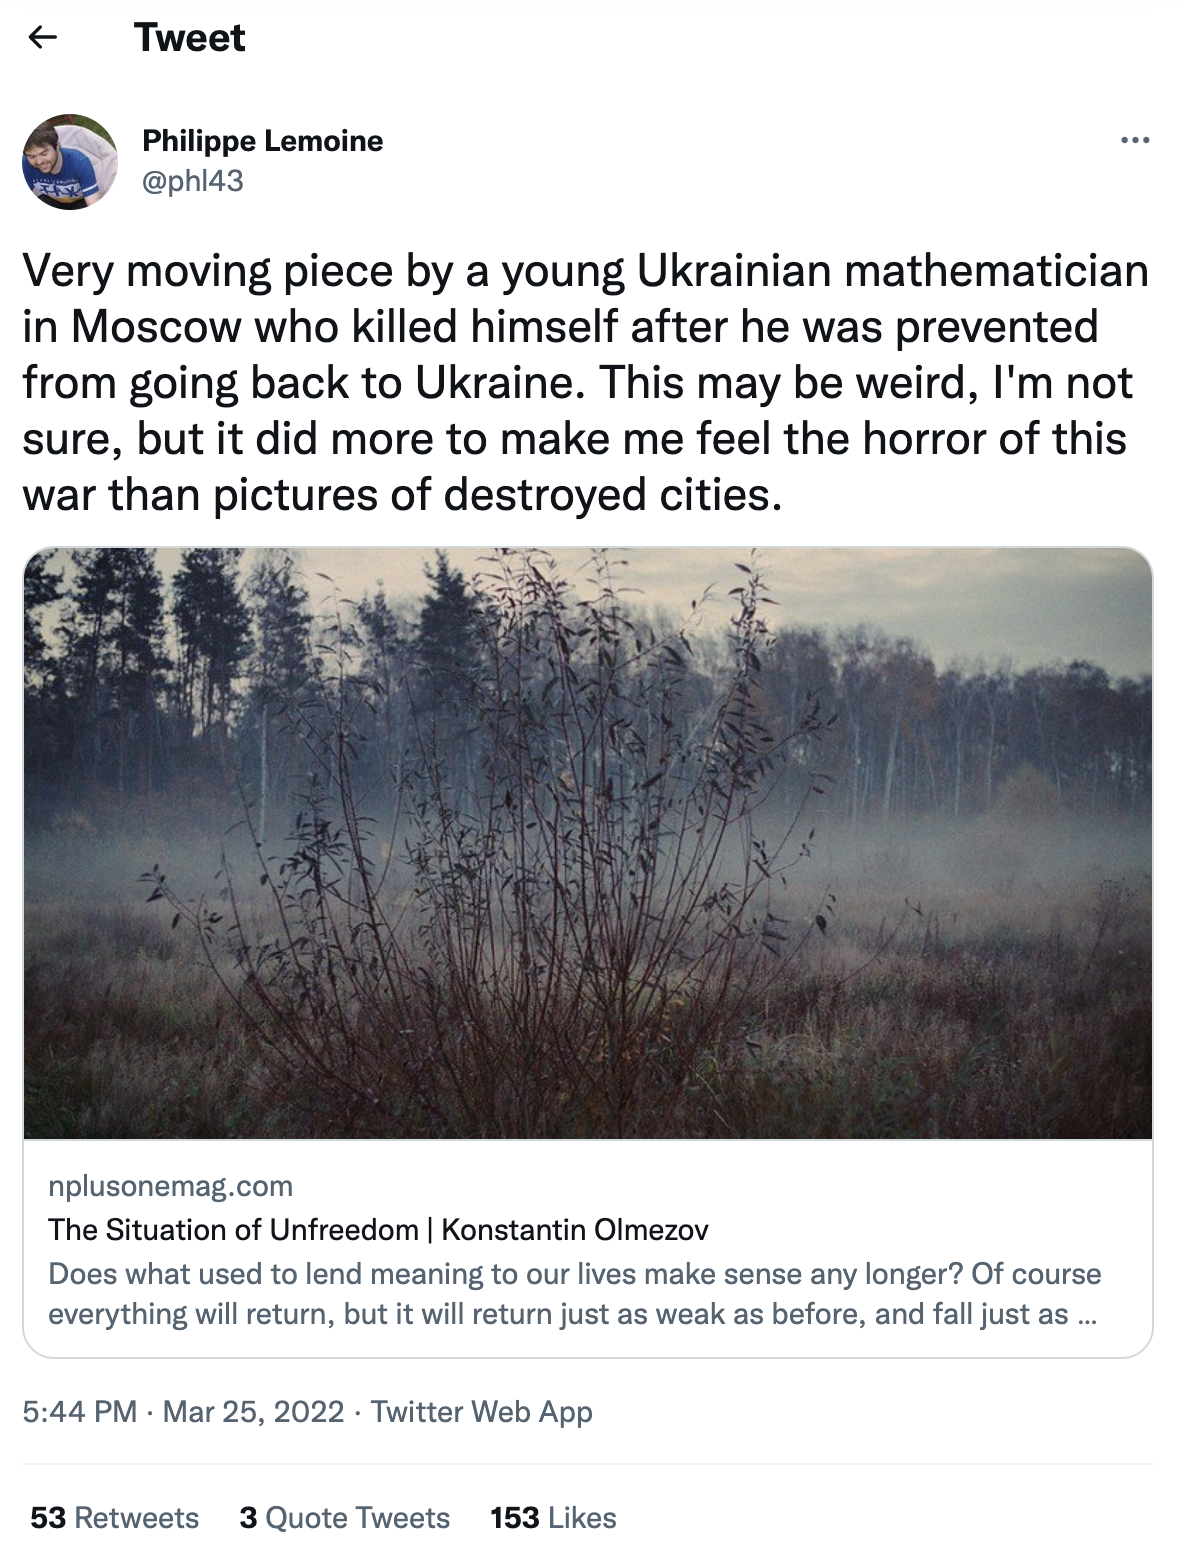 Tweet
Philippe Lemoine
@phl43
Very moving piece by a young Ukrainian mathematician
in Moscow who killed himself after he was prevented
from going back to Ukraine. This may be weird, I'm not
sure, but it did more to make me feel the horror of this
war than pictures of destroyed cities.
nplusonemag.com
The Situation of Unfreedom | Konstantin Olmezov
Does what used to lend meaning to our lives make sense any longer? Of course
everything will return, but it will return just as weak as before, and fall just as ...
5:44 PM · Mar 25, 2022 · Twitter Web App
53 Retweets 3 Quote Tweets 153 Likes